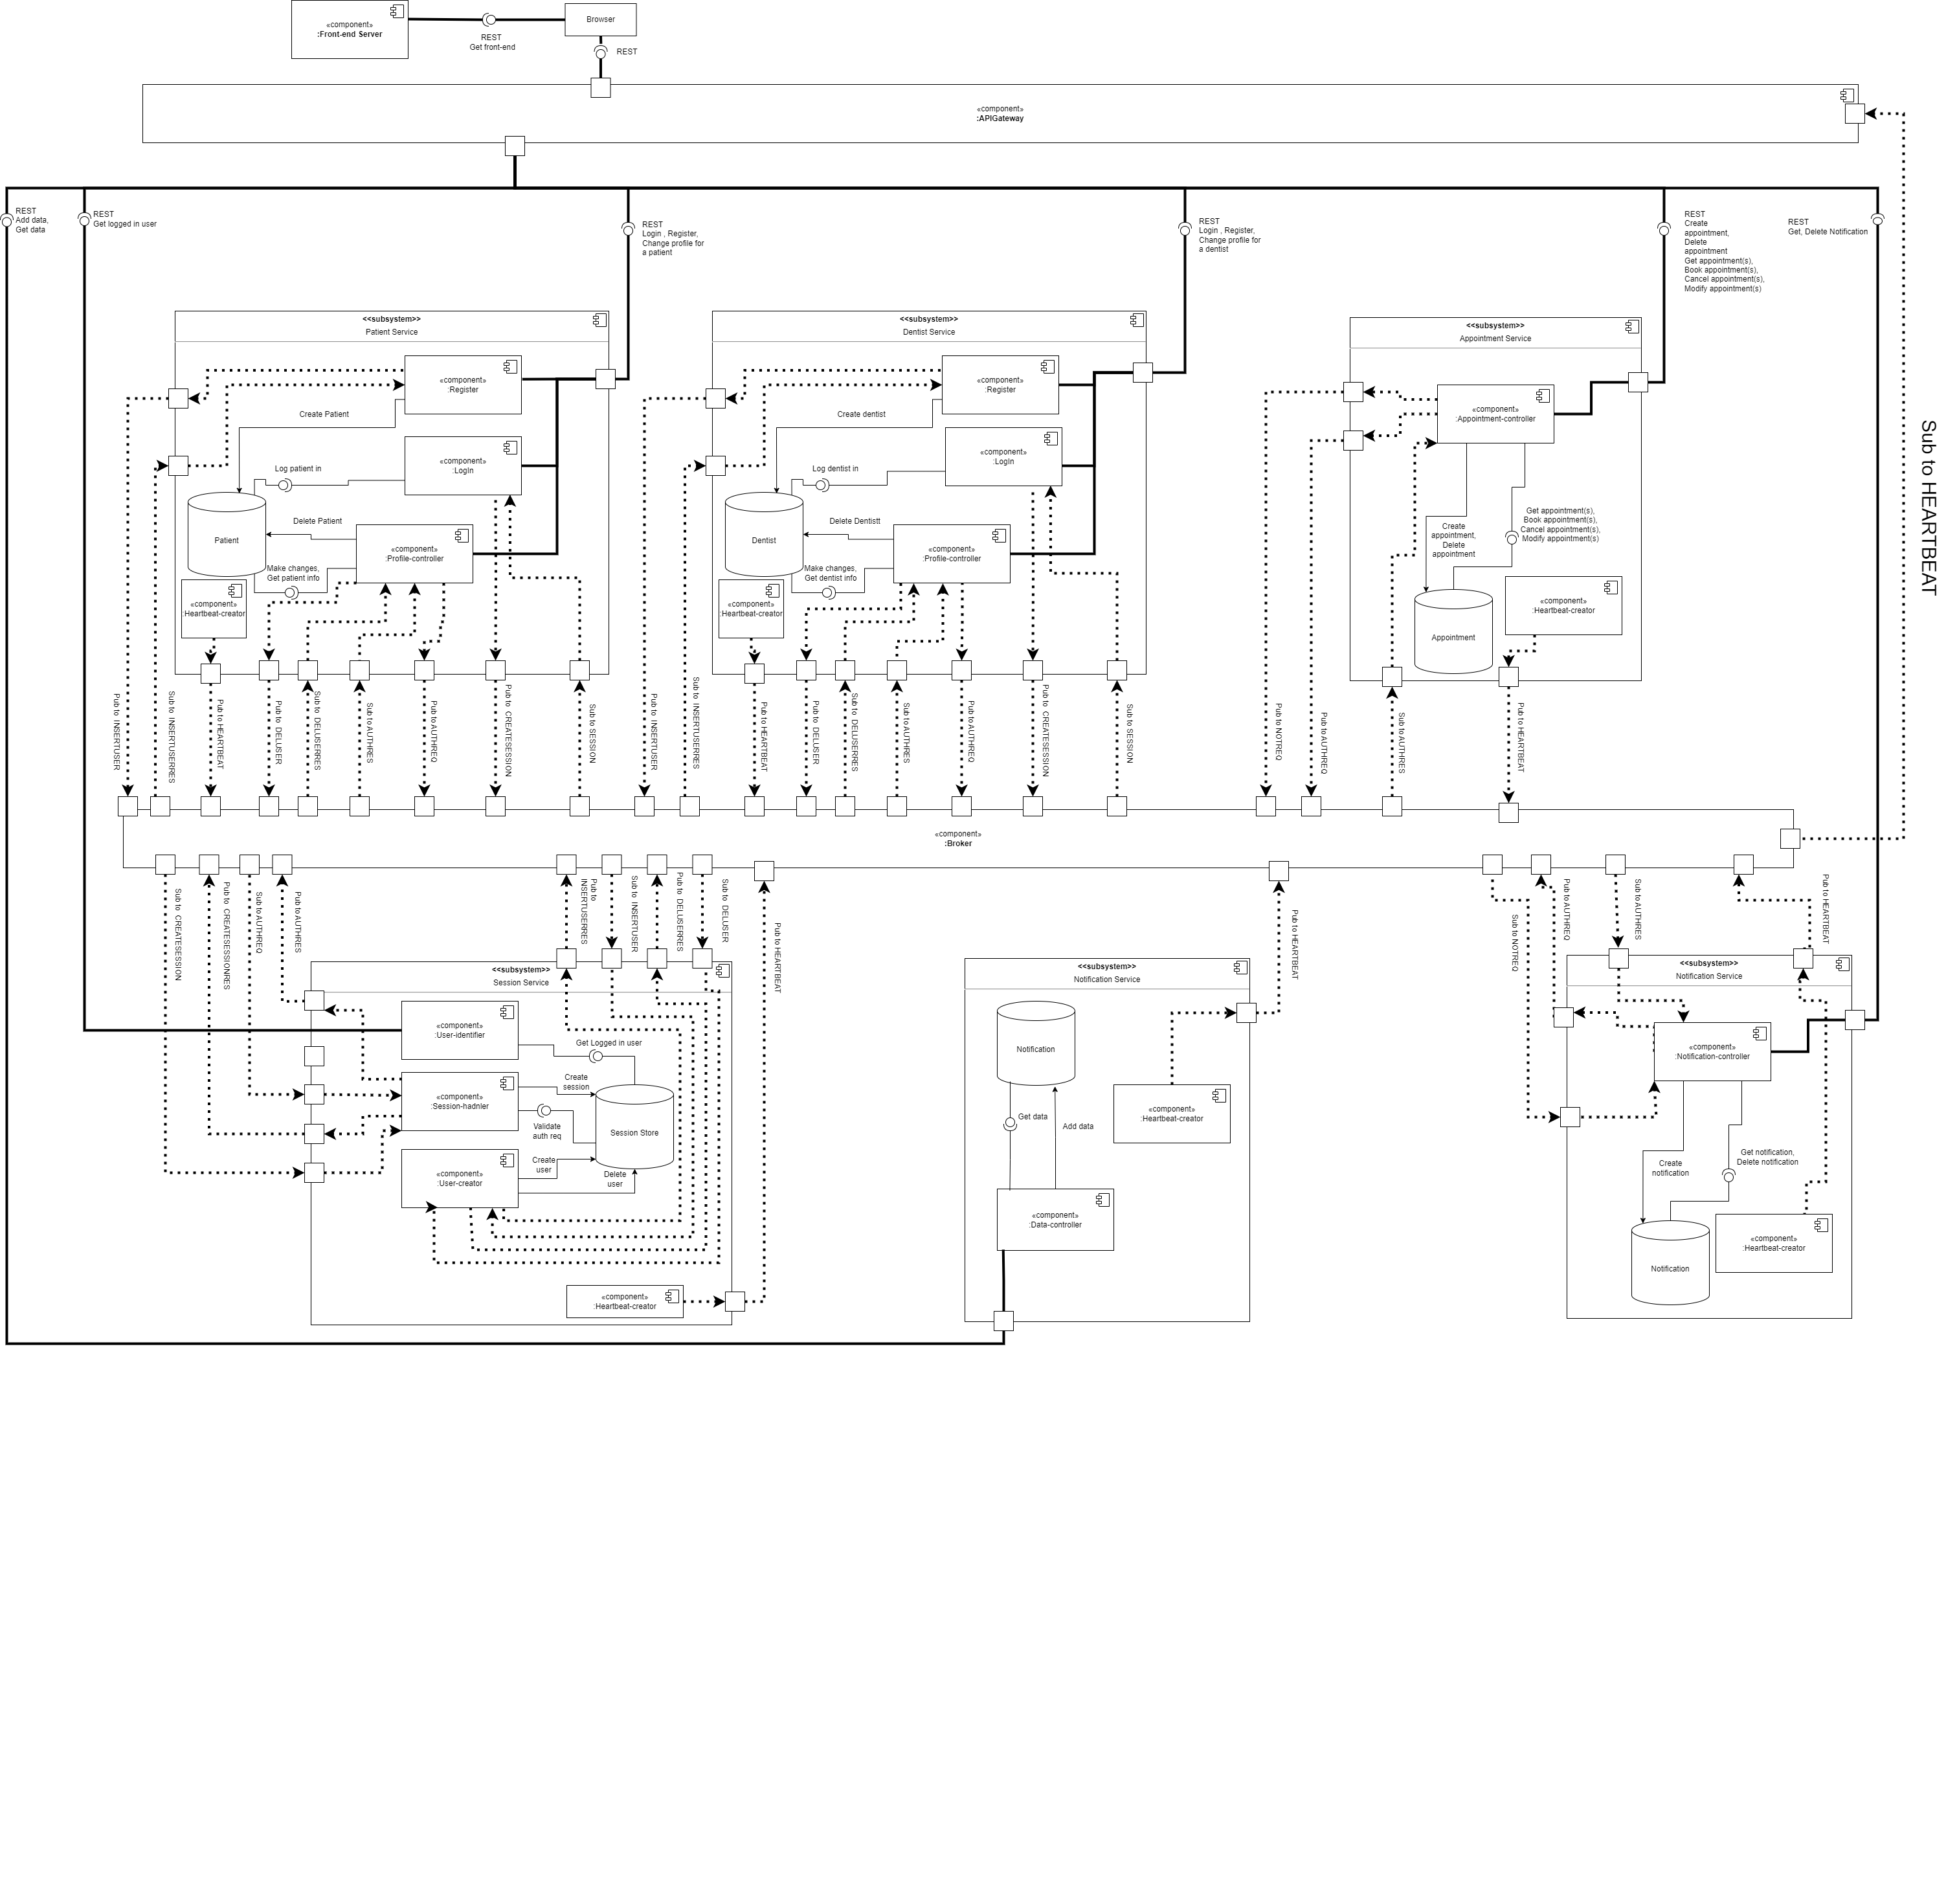 «component»
:Front-end Server
REST
Get front-end
Browser
REST
«component»
:APIGateway
REST
Add data,
Get data
REST
Get logged in user
REST
Login , Register,
Change profile for
a patient
REST
Login , Register,
Change profile for
a dentist
REST
Create
appointment,
Delete
appointment
Get appointment(s),
Book appointment(s),
Cancel appointment(s),
Modify appointment(s)
REST
Get, Delete Notification
Sub to HEARTBEAT
<<subsystem>>
Patient Service
«component»
:Register
Create Patient
«component»
:LogIn
Log patient in
Patient
Delete Patient
«component»
:Profile-controller
Make changes,
Get patient info
«component»
:Heartbeat-creator
<<subsystem>>
Dentist Service
«component»
:Register
Create dentist
«component»
:LogIn
Log dentist in
Dentist
Delete Dentistt
«component»
:Profile-controller
Make changes,
Get dentist info
«component»
:Heartbeat-creator
<<subsystem>>
Appointment Service
«component»
:Appointment-controller
Create
appointment,
Delete
appointment
Get appointment(s),
Book appointment(s),
Cancel appointment(s),
Modify appointment(s)
«component»
:Heartbeat-creator
Appointment
Pub to  INSERTUSER
Sub to  INSERTUSERRES
Pub to HEARTBEAT
Pub to  DELUSER
Sub to  DELUSERRES
Sub to AUTHRES
Pub to AUTHREQ
Pub to  CREATESESSION
Sub to SESSION
Pub to  INSERTUSER
Sub to  INSERTUSERRES
Pub to HEARTBEAT
Pub to  DELUSER
Sub to  DELUSERRES
Sub to AUTHRES
Pub to AUTHREQ
Pub to  CREATESESSION
Sub to SESSION
Pub to NOTREQ
Pub to AUTHREQ
Sub to AUTHRES
Pub to HEARTBEAT
«component»
:Broker
Sub to  CREATESESSION
Pub to  CREATESESSIONRES
Sub to AUTHREQ
Pub to AUTHRES
Pub to
INSERTUSERRES
Sub to  INSERTUSER
Pub to  DELUSERRES
Sub to  DELUSER
Pub to HEARTBEAT
Pub to HEARTBEAT
Sub to NOTREQ
Pub to AUTHREQ
Sub to AUTHRES
Pub to HEARTBEAT
<<subsystem>>
Session Service
«component»
:User-identifier
Get Logged in user
«component»
:Session-hadnler
Create
session
Validate
auth req
Session Store
«component»
:User-creator
Create
user
Delete
user
«component»
:Heartbeat-creator
<<subsystem>>
Notification Service
Notification
Get data
Add data
«component»
:Heartbeat-creator
«component»
:Data-controller
<<subsystem>>
Notification Service
«component»
:Notification-controller
Create
notification
Get notification,
Delete notification
Notification
«component»
:Heartbeat-creator